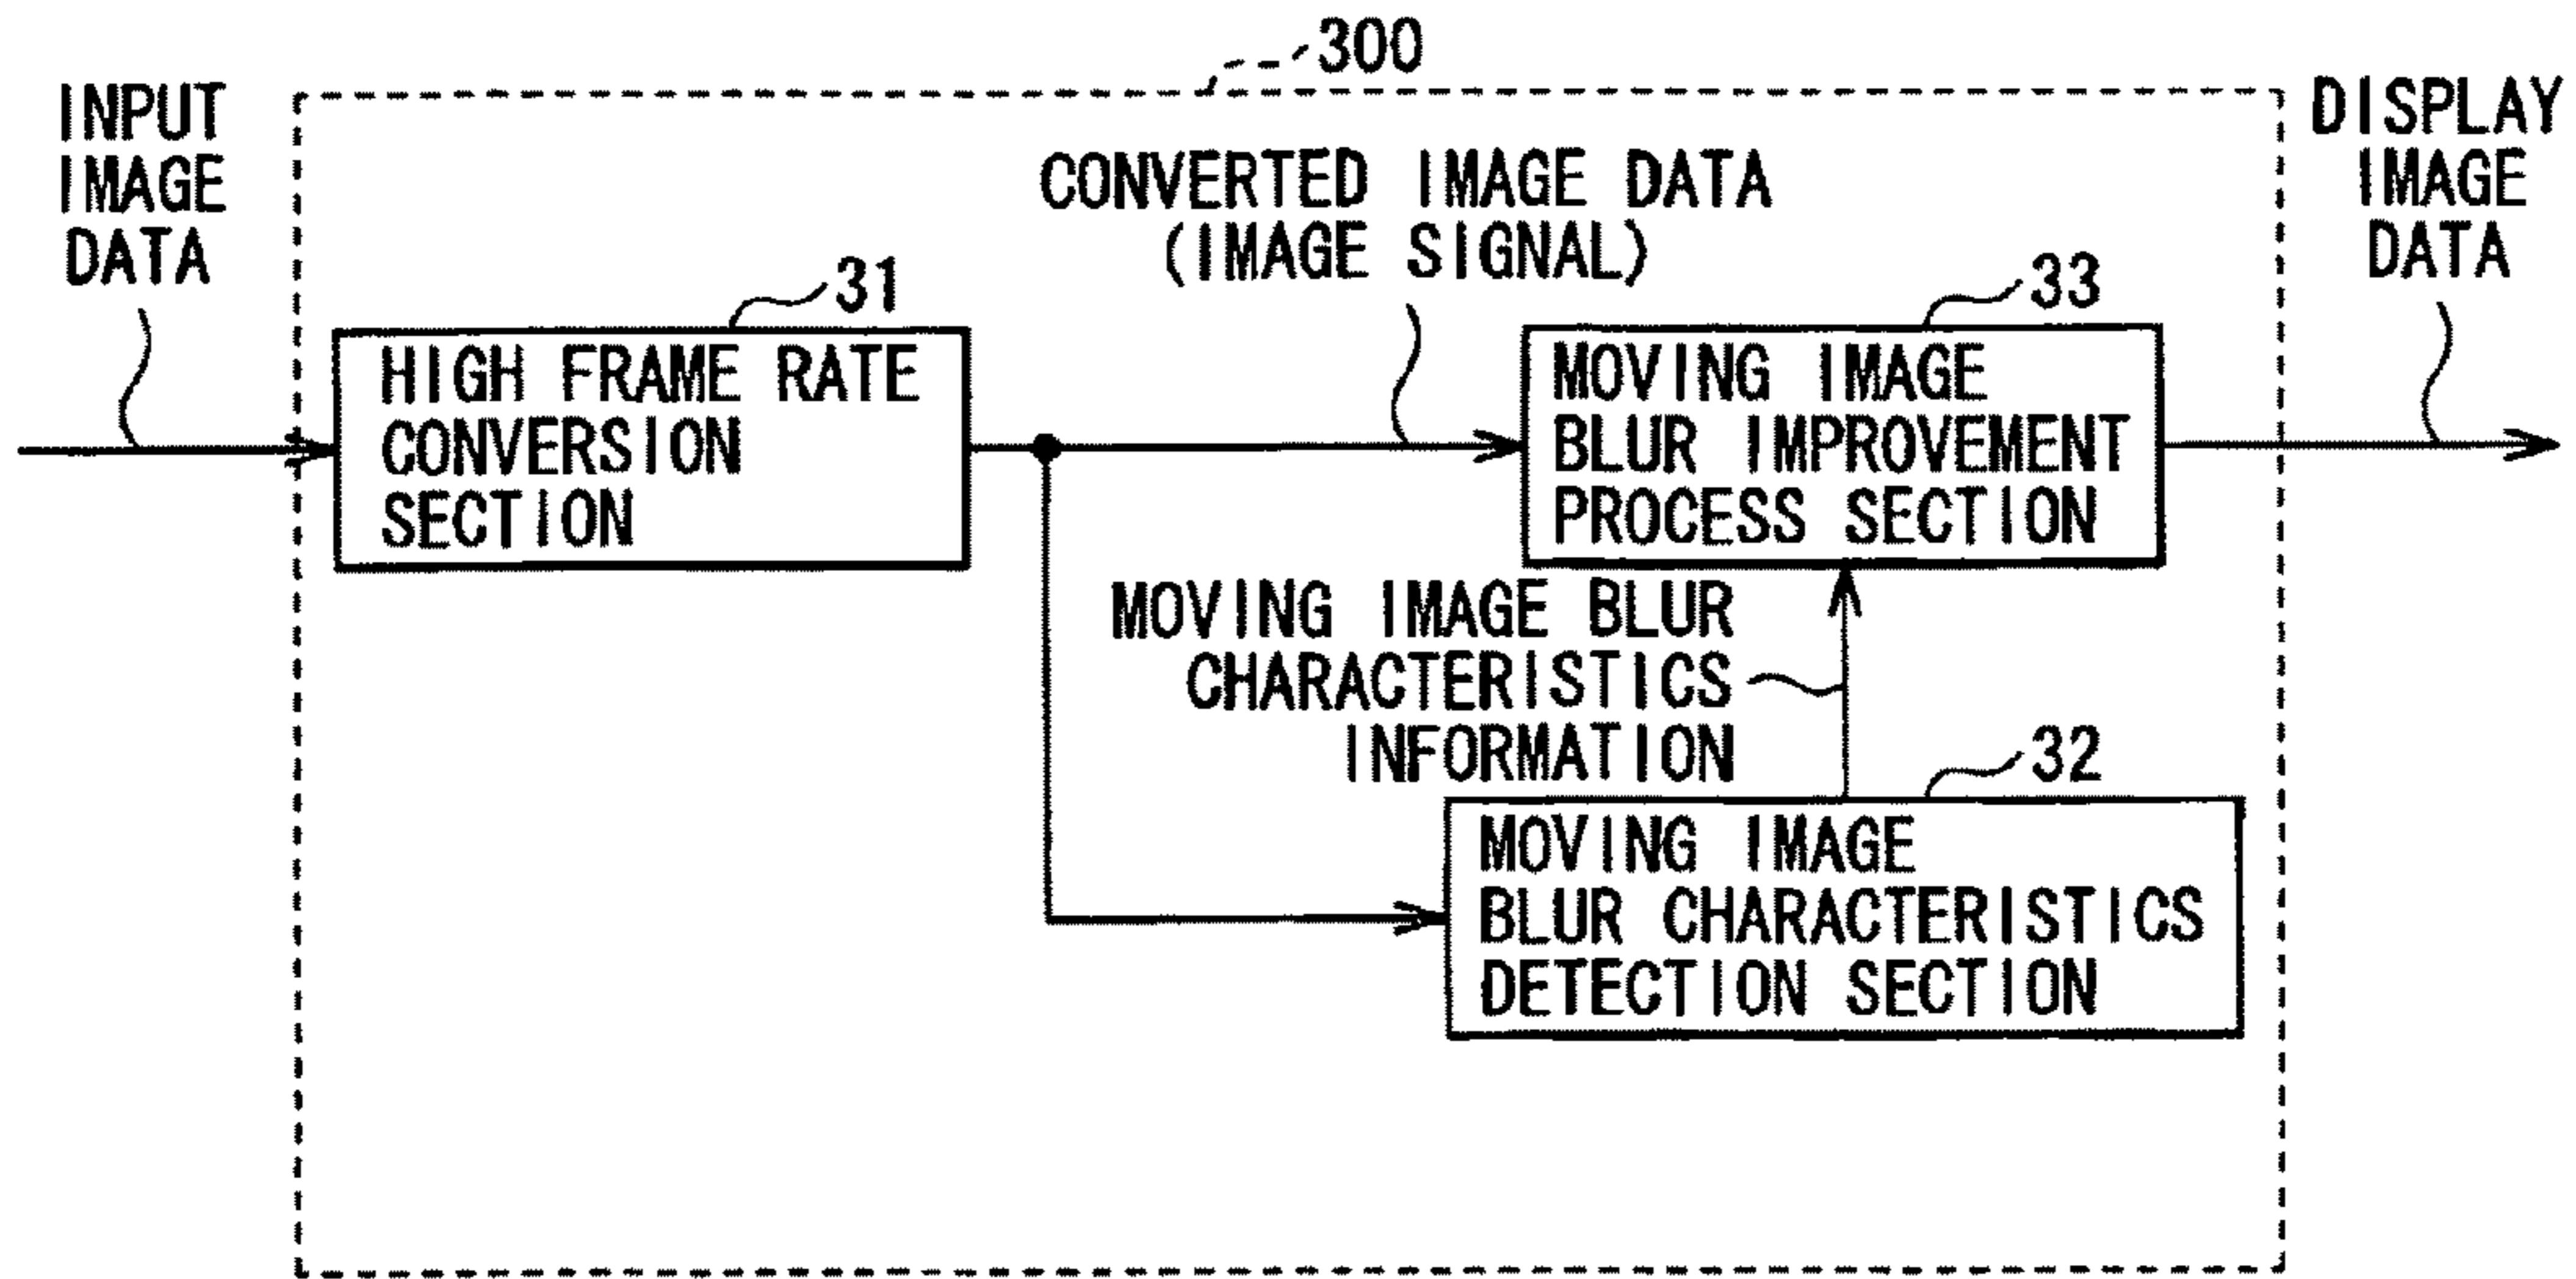 300
INPUT
IMAGE
DATA
CONVERTED IMAGE DATA
(IMAGE SIGNAL)
DISPLAY
IMAGE
DATA
31
HIGH FRAME RATE
CONVERSION
SECTION
33
MOVING IMAGE
BLUR IMPROVEMENT
PROCESS SECTION
MOVING IMAGE BLUR
CHARACTERISTICS
INFORMATION
32
MOVING IMAGE
BLUR CHARACTERISTICS
DETECTION SECTION